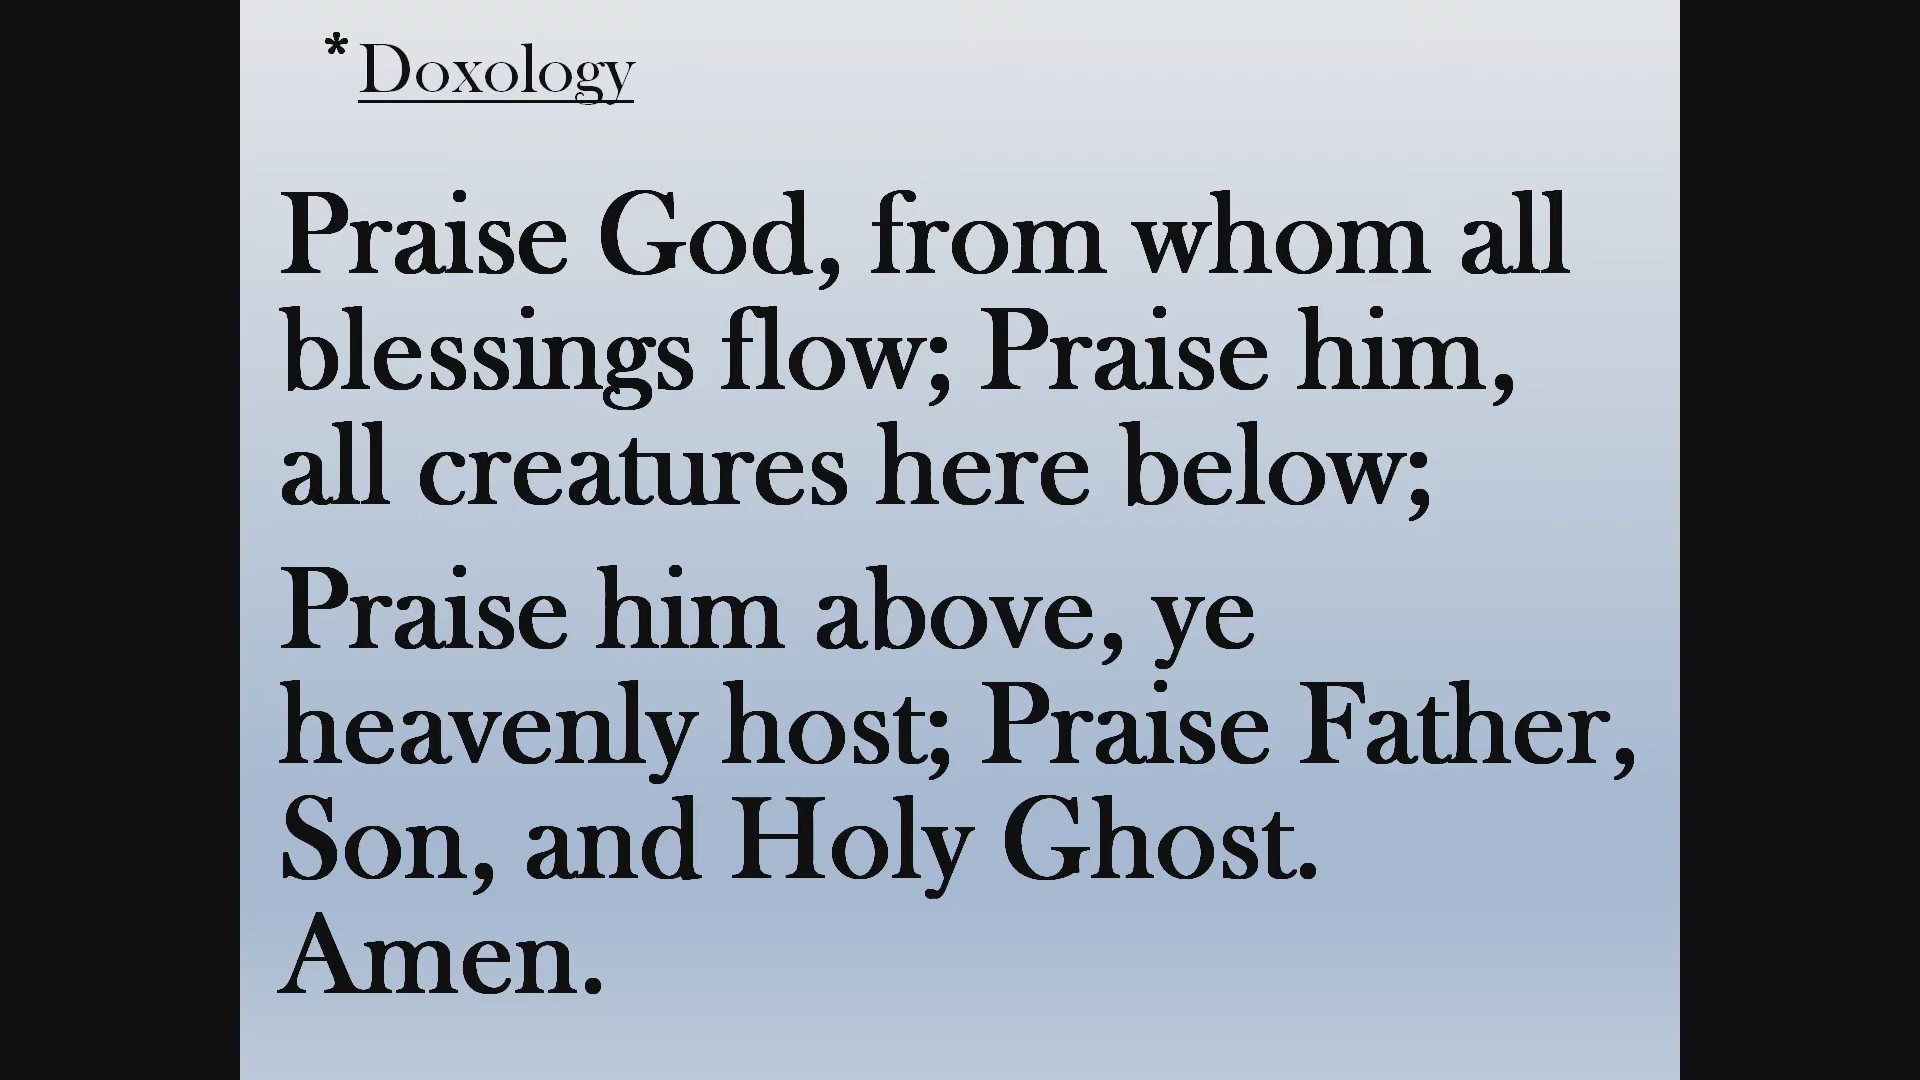 *Doxology
Praise God, from whom all
blessings flow; Praise him,
all creatures here below;
Praise him above, ye
heavenly host; Praise Father,
Son, and Holy Ghost.
Amen.